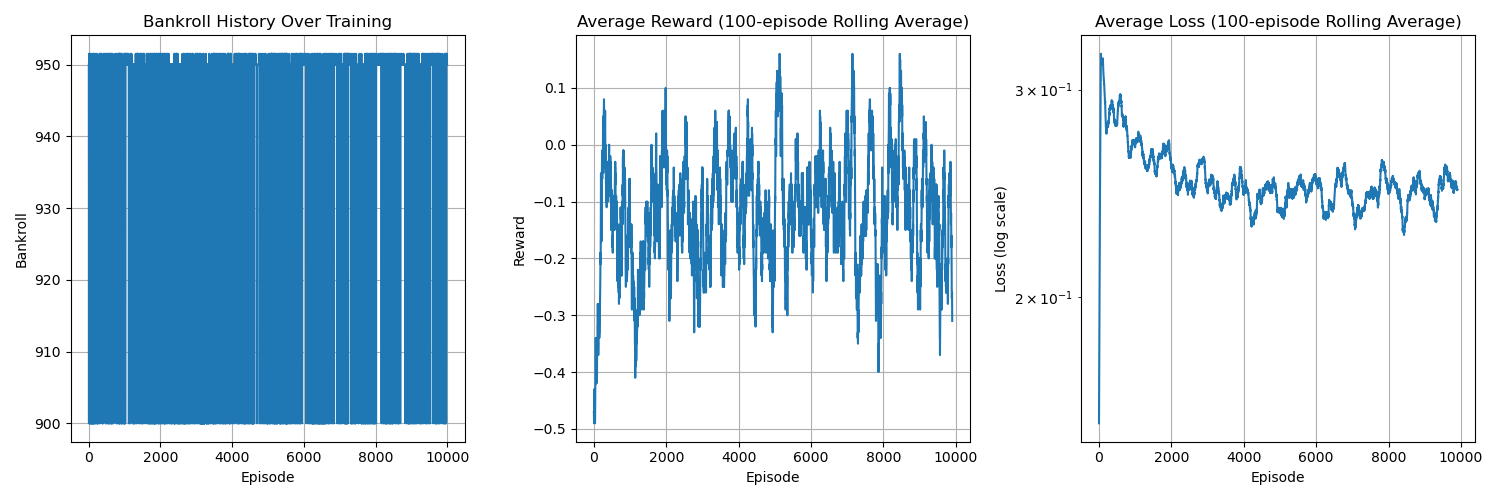 Bankroll History Over Training
950
940
930
920
910
900
Bankroll
0
2000
4000
6000
8000
10000
Episode
Average Reward (100-episode Rolling Average)
0.1
0.0
−0.1
−0.2
−0.3
−0.4
−0.5
Reward
0
2000
4000
6000
8000
10000
Episode
Average Loss (100-episode Rolling Average)
3 × 10⁻¹
2 × 10⁻¹
Loss (log scale)
0
2000
4000
6000
8000
10000
Episode